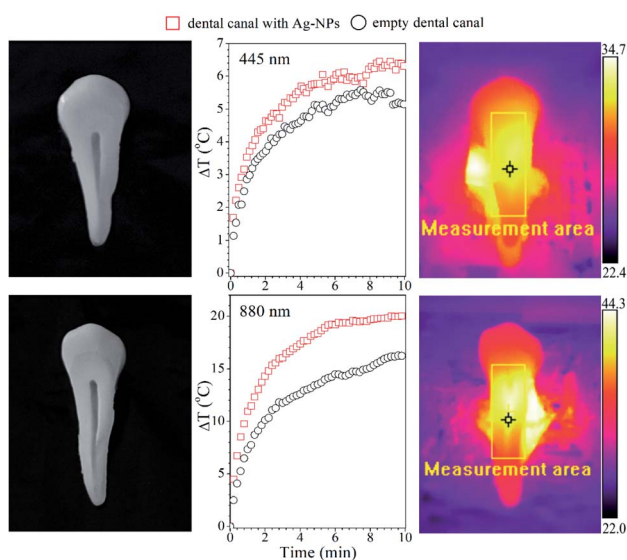 dental canal with Ag-NPs empty dental canal
445 nm
7
6
5
4
3
2
1
0
ΔT (°C)
0 2 4 6 8 10
34.7
Measurement area
22.4
880 nm
20
15
10
5
0
ΔT (°C)
0 2 4 6 8 10
Time (min)
44.3
Measurement area
22.0